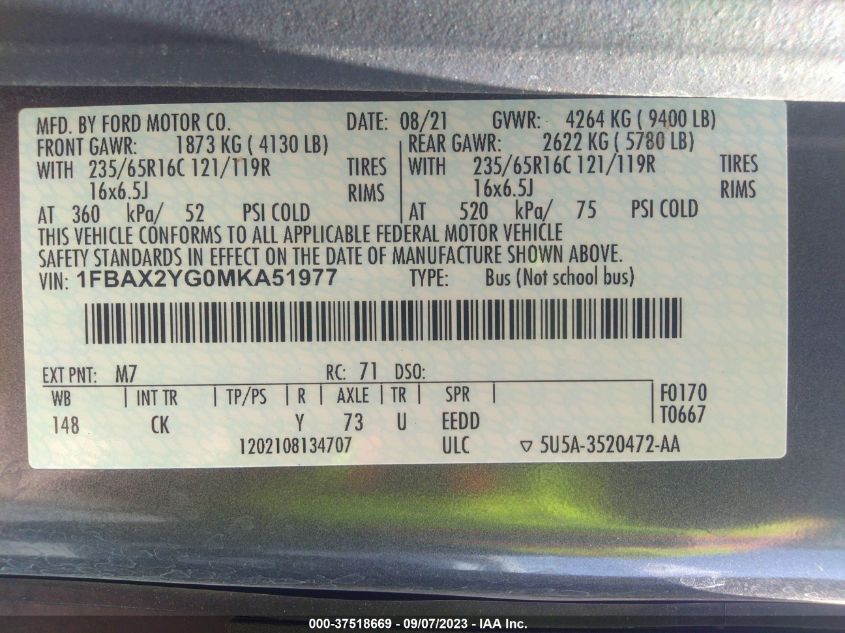 MFD. BY FORD MOTOR CO. DATE: 08/21 GVWR: 4264 KG ( 9400 LB)
FRONT GAWR: 1873 KG ( 4130 LB) REAR GAWR: 2622 KG ( 5780 LB)
WITH 235/65R16C 121/119R TIRES WITH 235/65R16C 121/119R TIRES
16x6.5J RIMS 16x6.5J RIMS
AT 360 kPa/ 52 PSI COLD AT 520 kPa/ 75 PSI COLD
THIS VEHICLE CONFORMS TO ALL APPLICABLE FEDERAL MOTOR VEHICLE
SAFETY STANDARDS IN EFFECT ON THE DATE OF MANUFACTURE SHOWN ABOVE.
VIN: 1FBAX2YG0MKA51977 TYPE: Bus (Not school Bus)
EXT PNT: M7 RC: 71 DSO:
WB INT TR TP/PS R AXLE TR SPR F0170
148 CK Y 73 U EEDD T0667
1202108134707 ULC ▽ 5U5A-3520472-AA
000-37518669 - 09/07/2023 - IAA Inc.